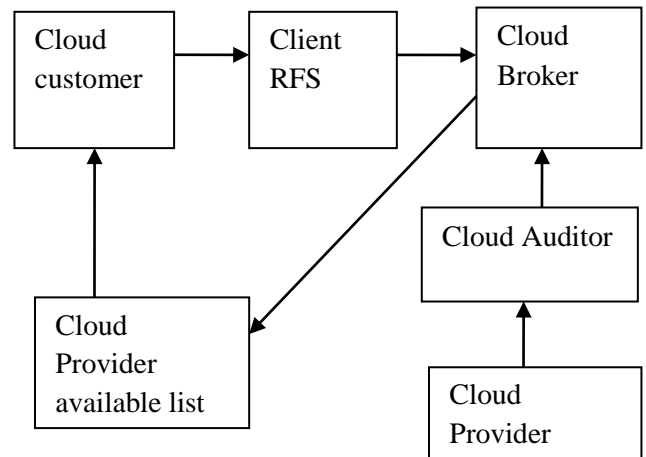 Cloud
customer
Client
RFS
Cloud
Broker
Cloud Auditor
Cloud
Provider
available list
Cloud
Provider